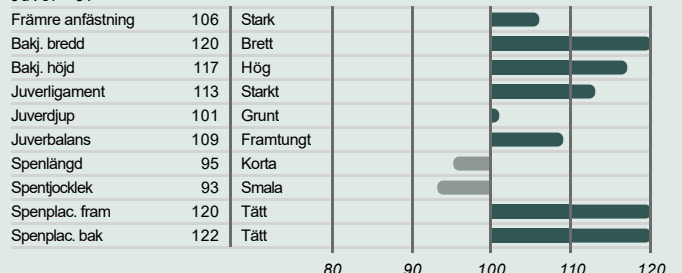 Främre anfästning 106 Stark
Bakj. bredd 120 Brett
Bakj. höjd 117 Hög
Juverligament 113 Starkt
Juverdjup 101 Grunt
Juverbalans 109 Framtungt
Spenlängd 95 Korta
Spentjocklek 93 Smala
Spenplac. fram 120 Tätt
Spenplac. bak 122 Tätt
80 90 100 110 120